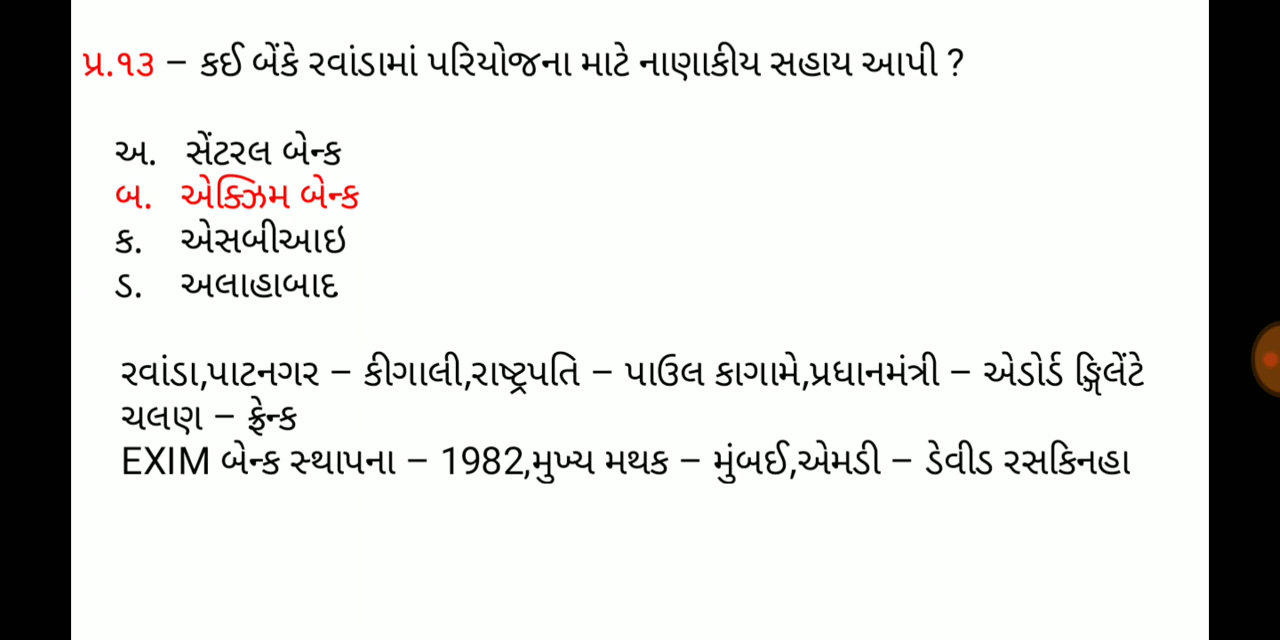 પ્ર.૧૩ – કઈ બેંકે રવાંડામાં પરિયોજના માટે નાણાકીય સહાય આપી ?
અ. સેંટરલ બેન્ક
બ. એક્ઝિમ બેન્ક
ક. એસબીઆઇ
ડ. અલાહાબાદ
રવાંડા,પાટનગર – કીગાલી,રાષ્ટ્રપતિ – પાઉલ કાગામે,પ્રધાનમંત્રી – એડોર્ડ ઙ્ગિલેંટે
ચલણ – ફ્રેન્ક
EXIM બેન્ક સ્થાપના – 1982,મુખ્ય મથક – મુંબઈ,એમડી – ડેવીડ રસકિનહા